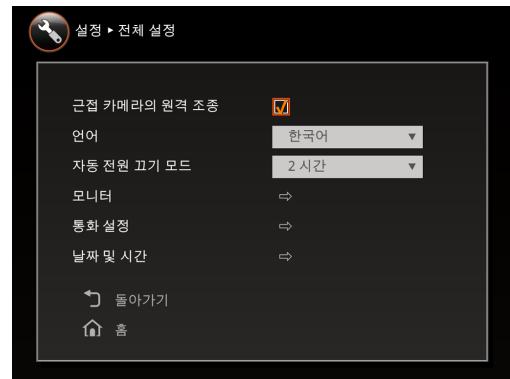 설정 ▸ 전체 설정
근접 카메라의 원격 조종
언어 한국어
자동 전원 끄기 모드 2 시간
모니터
통화 설정
날짜 및 시간
돌아가기
홈